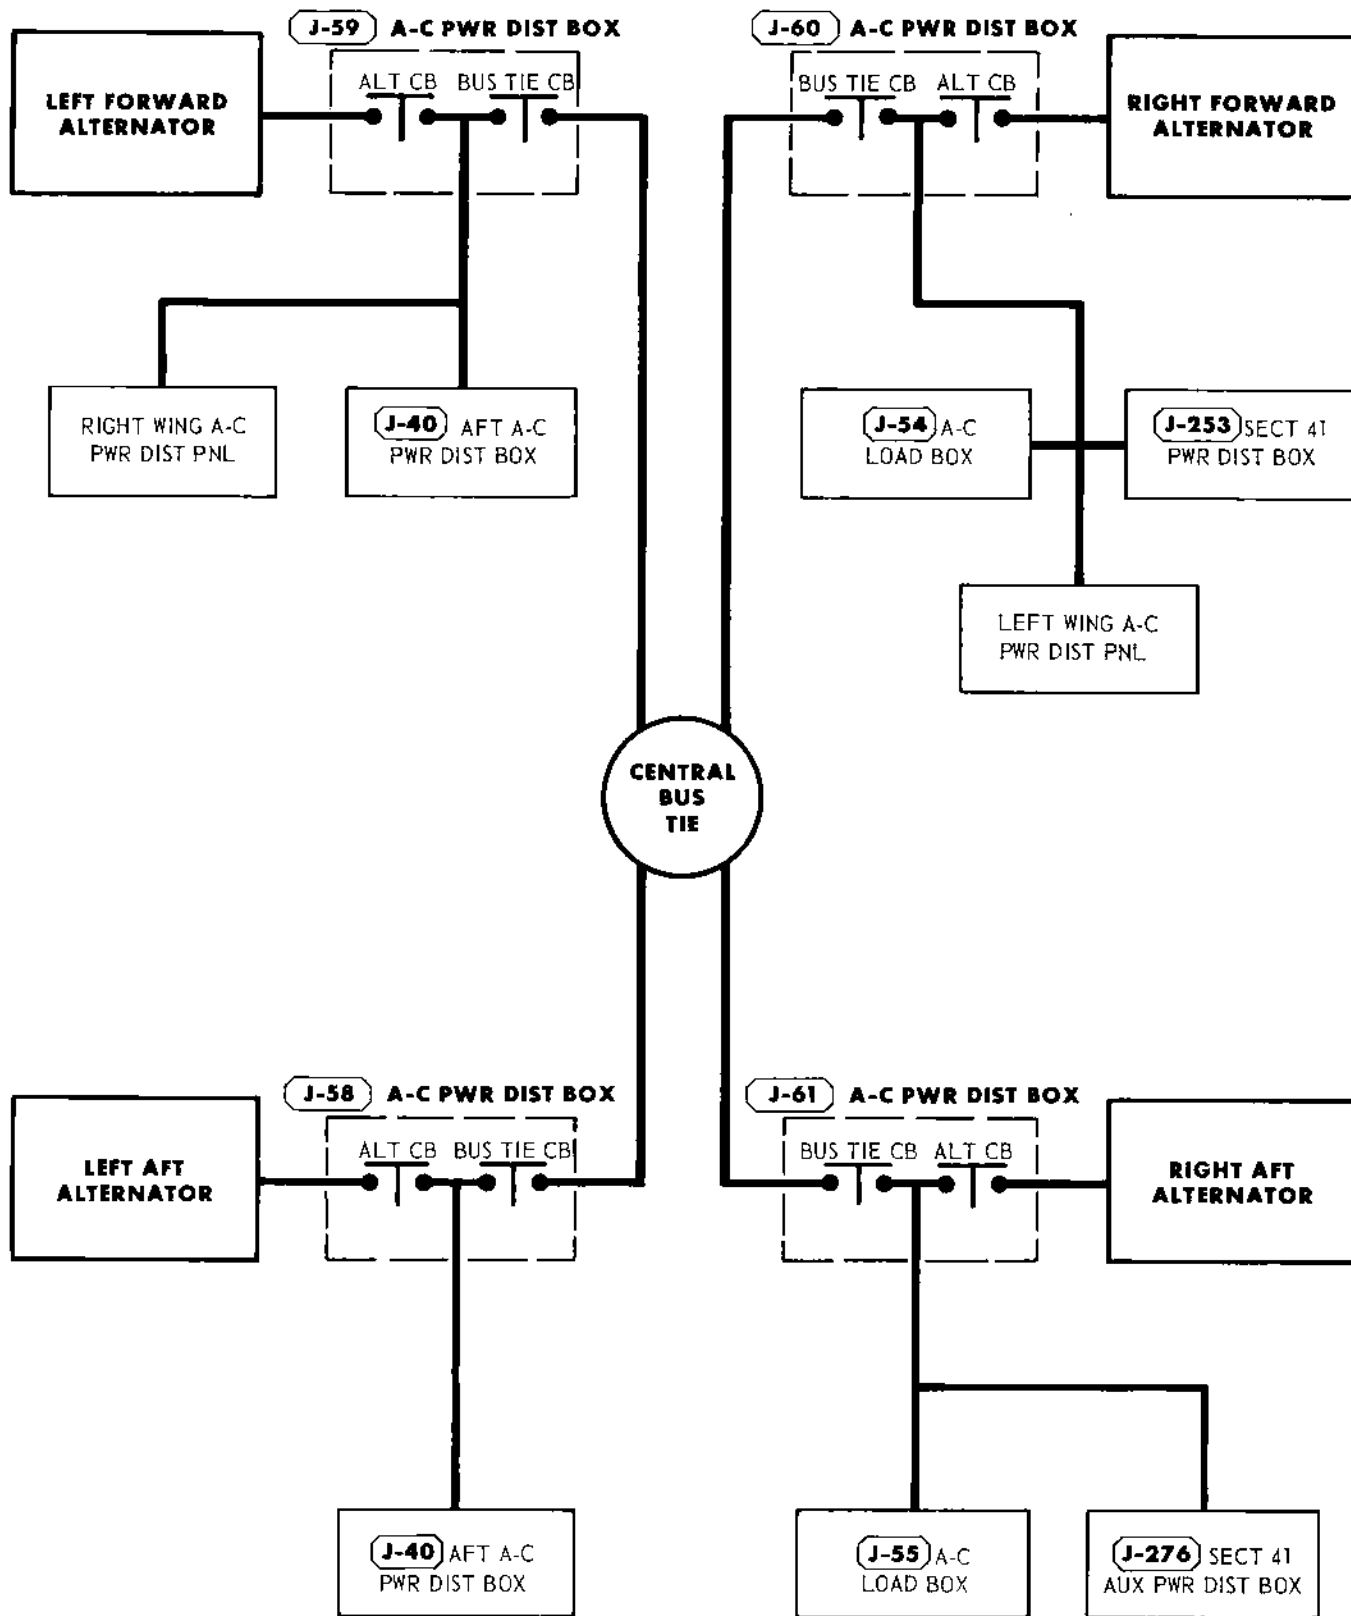 J-59 A-C PWR DIST BOX
ALT CB BUS TIE CB
LEFT FORWARD
ALTERNATOR
J-60 A-C PWR DIST BOX
BUS TIE CB ALT CB
RIGHT FORWARD
ALTERNATOR
RIGHT WING A-C
PWR DIST PNL
J-40 AFT A-C
PWR DIST BOX
J-54 A-C
LOAD BOX
J-253 SECT 41
PWR DIST BOX
LEFT WING A-C
PWR DIST PNL
CENTRAL
BUS
TIE
J-58 A-C PWR DIST BOX
ALT CB BUS TIE CB
LEFT AFT
ALTERNATOR
J-61 A-C PWR DIST BOX
BUS TIE CB ALT CB
RIGHT AFT
ALTERNATOR
J-40 AFT A-C
PWR DIST BOX
J-55 A-C
LOAD BOX
J-276 SECT 41
AUX PWR DIST BOX